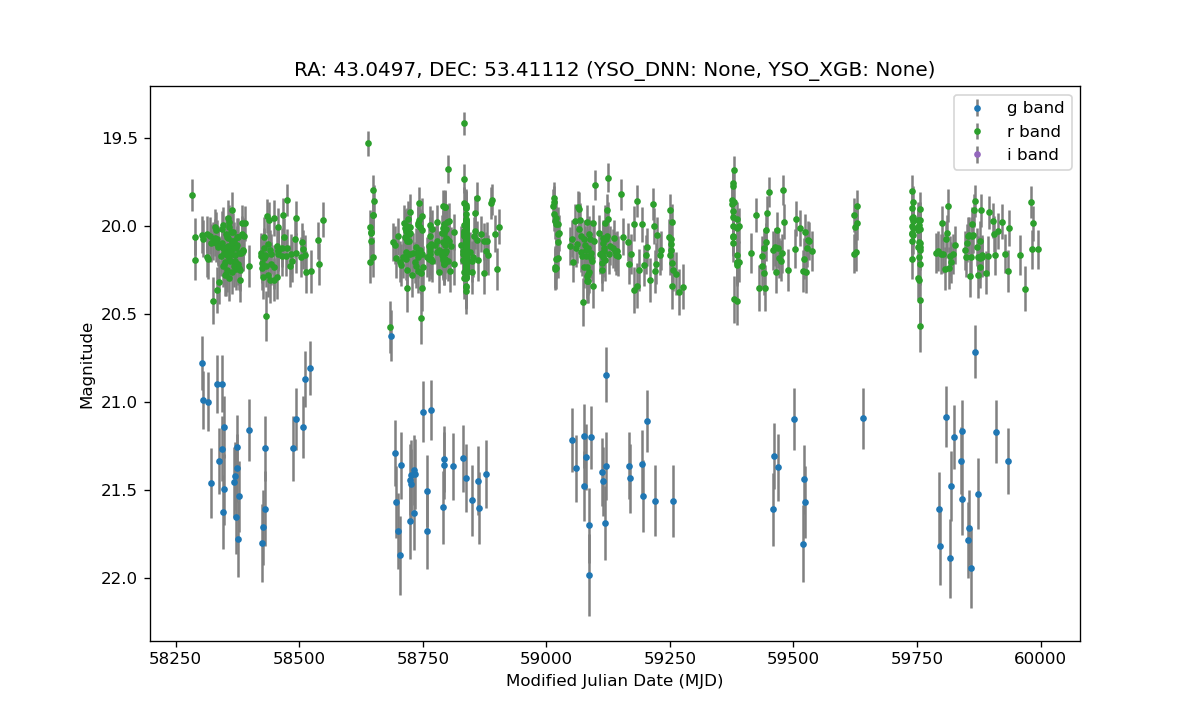 RA: 43.0497, DEC: 53.41112 (YSO_DNN: None, YSO_XGB: None)
g band
r band
i band
19.5
20.0
20.5
21.0
21.5
22.0
Magnitude
58250
58500
58750
59000
59250
59500
59750
60000
Modified Julian Date (MJD)